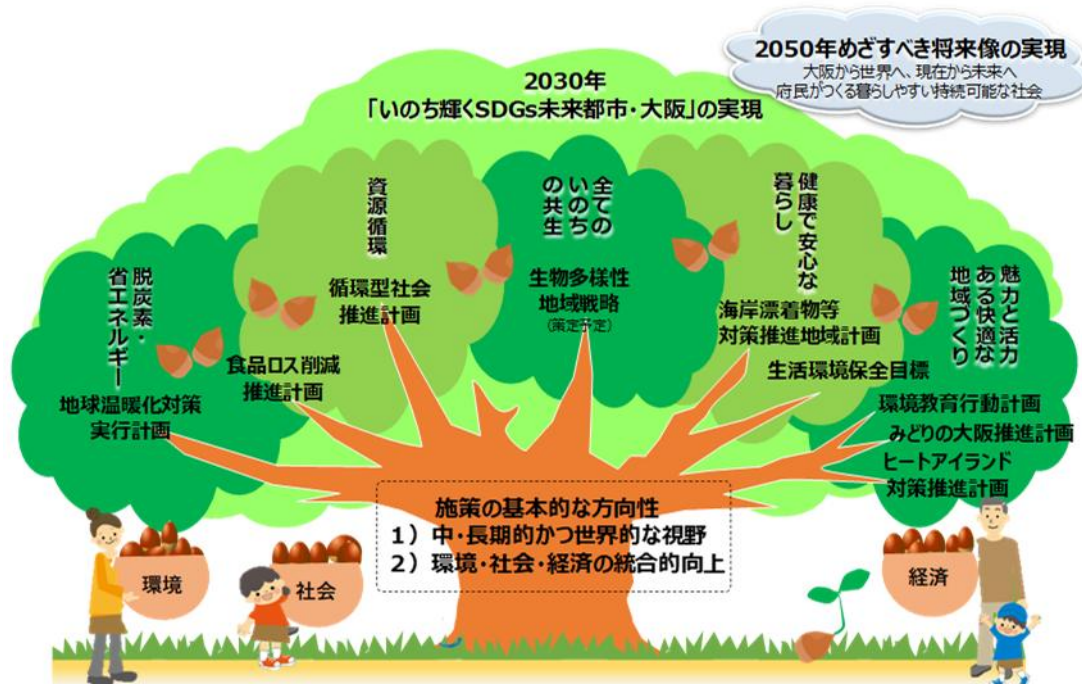 2050年めざすべき将来像の実現
大阪から世界へ、現在から未来へ
府民がつくる暮らしやすい持続可能な社会
2030年
「いのち輝くSDGs未来都市・大阪」の実現
脱炭素・
省エネルギー
地球温暖化対策
実行計画
資源循環
循環型社会
推進計画
食品ロス削減
推進計画
全ての
いのち
の共生
生物多様性
地域戦略
(策定予定)
健康で安心な
暮らし
海岸漂着物等
対策推進地域計画
生活環境保全目標
魅力と活力
ある快適な
地域づくり
環境教育行動計画
みどりの大阪推進計画
ヒートアイランド
対策推進計画
施策の基本的な方向性
1）中・長期的かつ世界的な視野
2）環境・社会・経済の統合的向上
環境
社会
経済